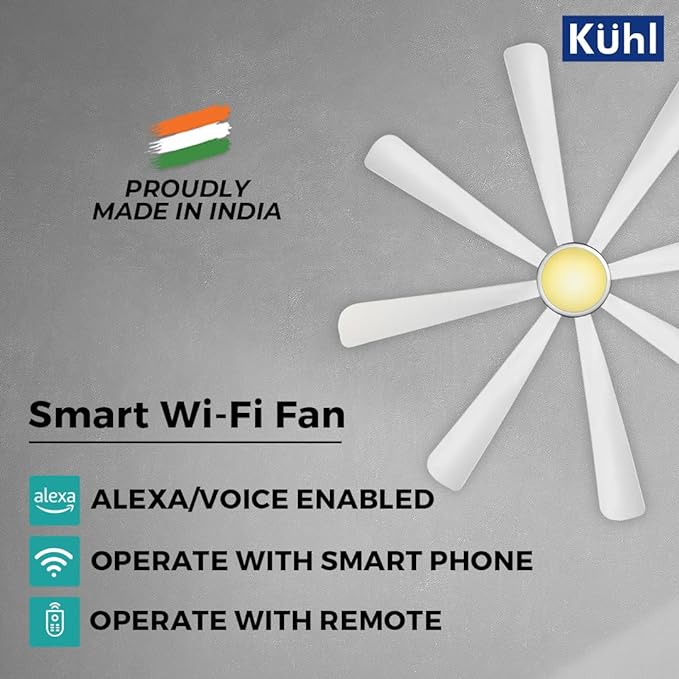 Kühl
PROUDLY
MADE IN INDIA
Smart Wi-Fi Fan
alexa
ALEXA/VOICE ENABLED
OPERATE WITH SMART PHONE
OPERATE WITH REMOTE